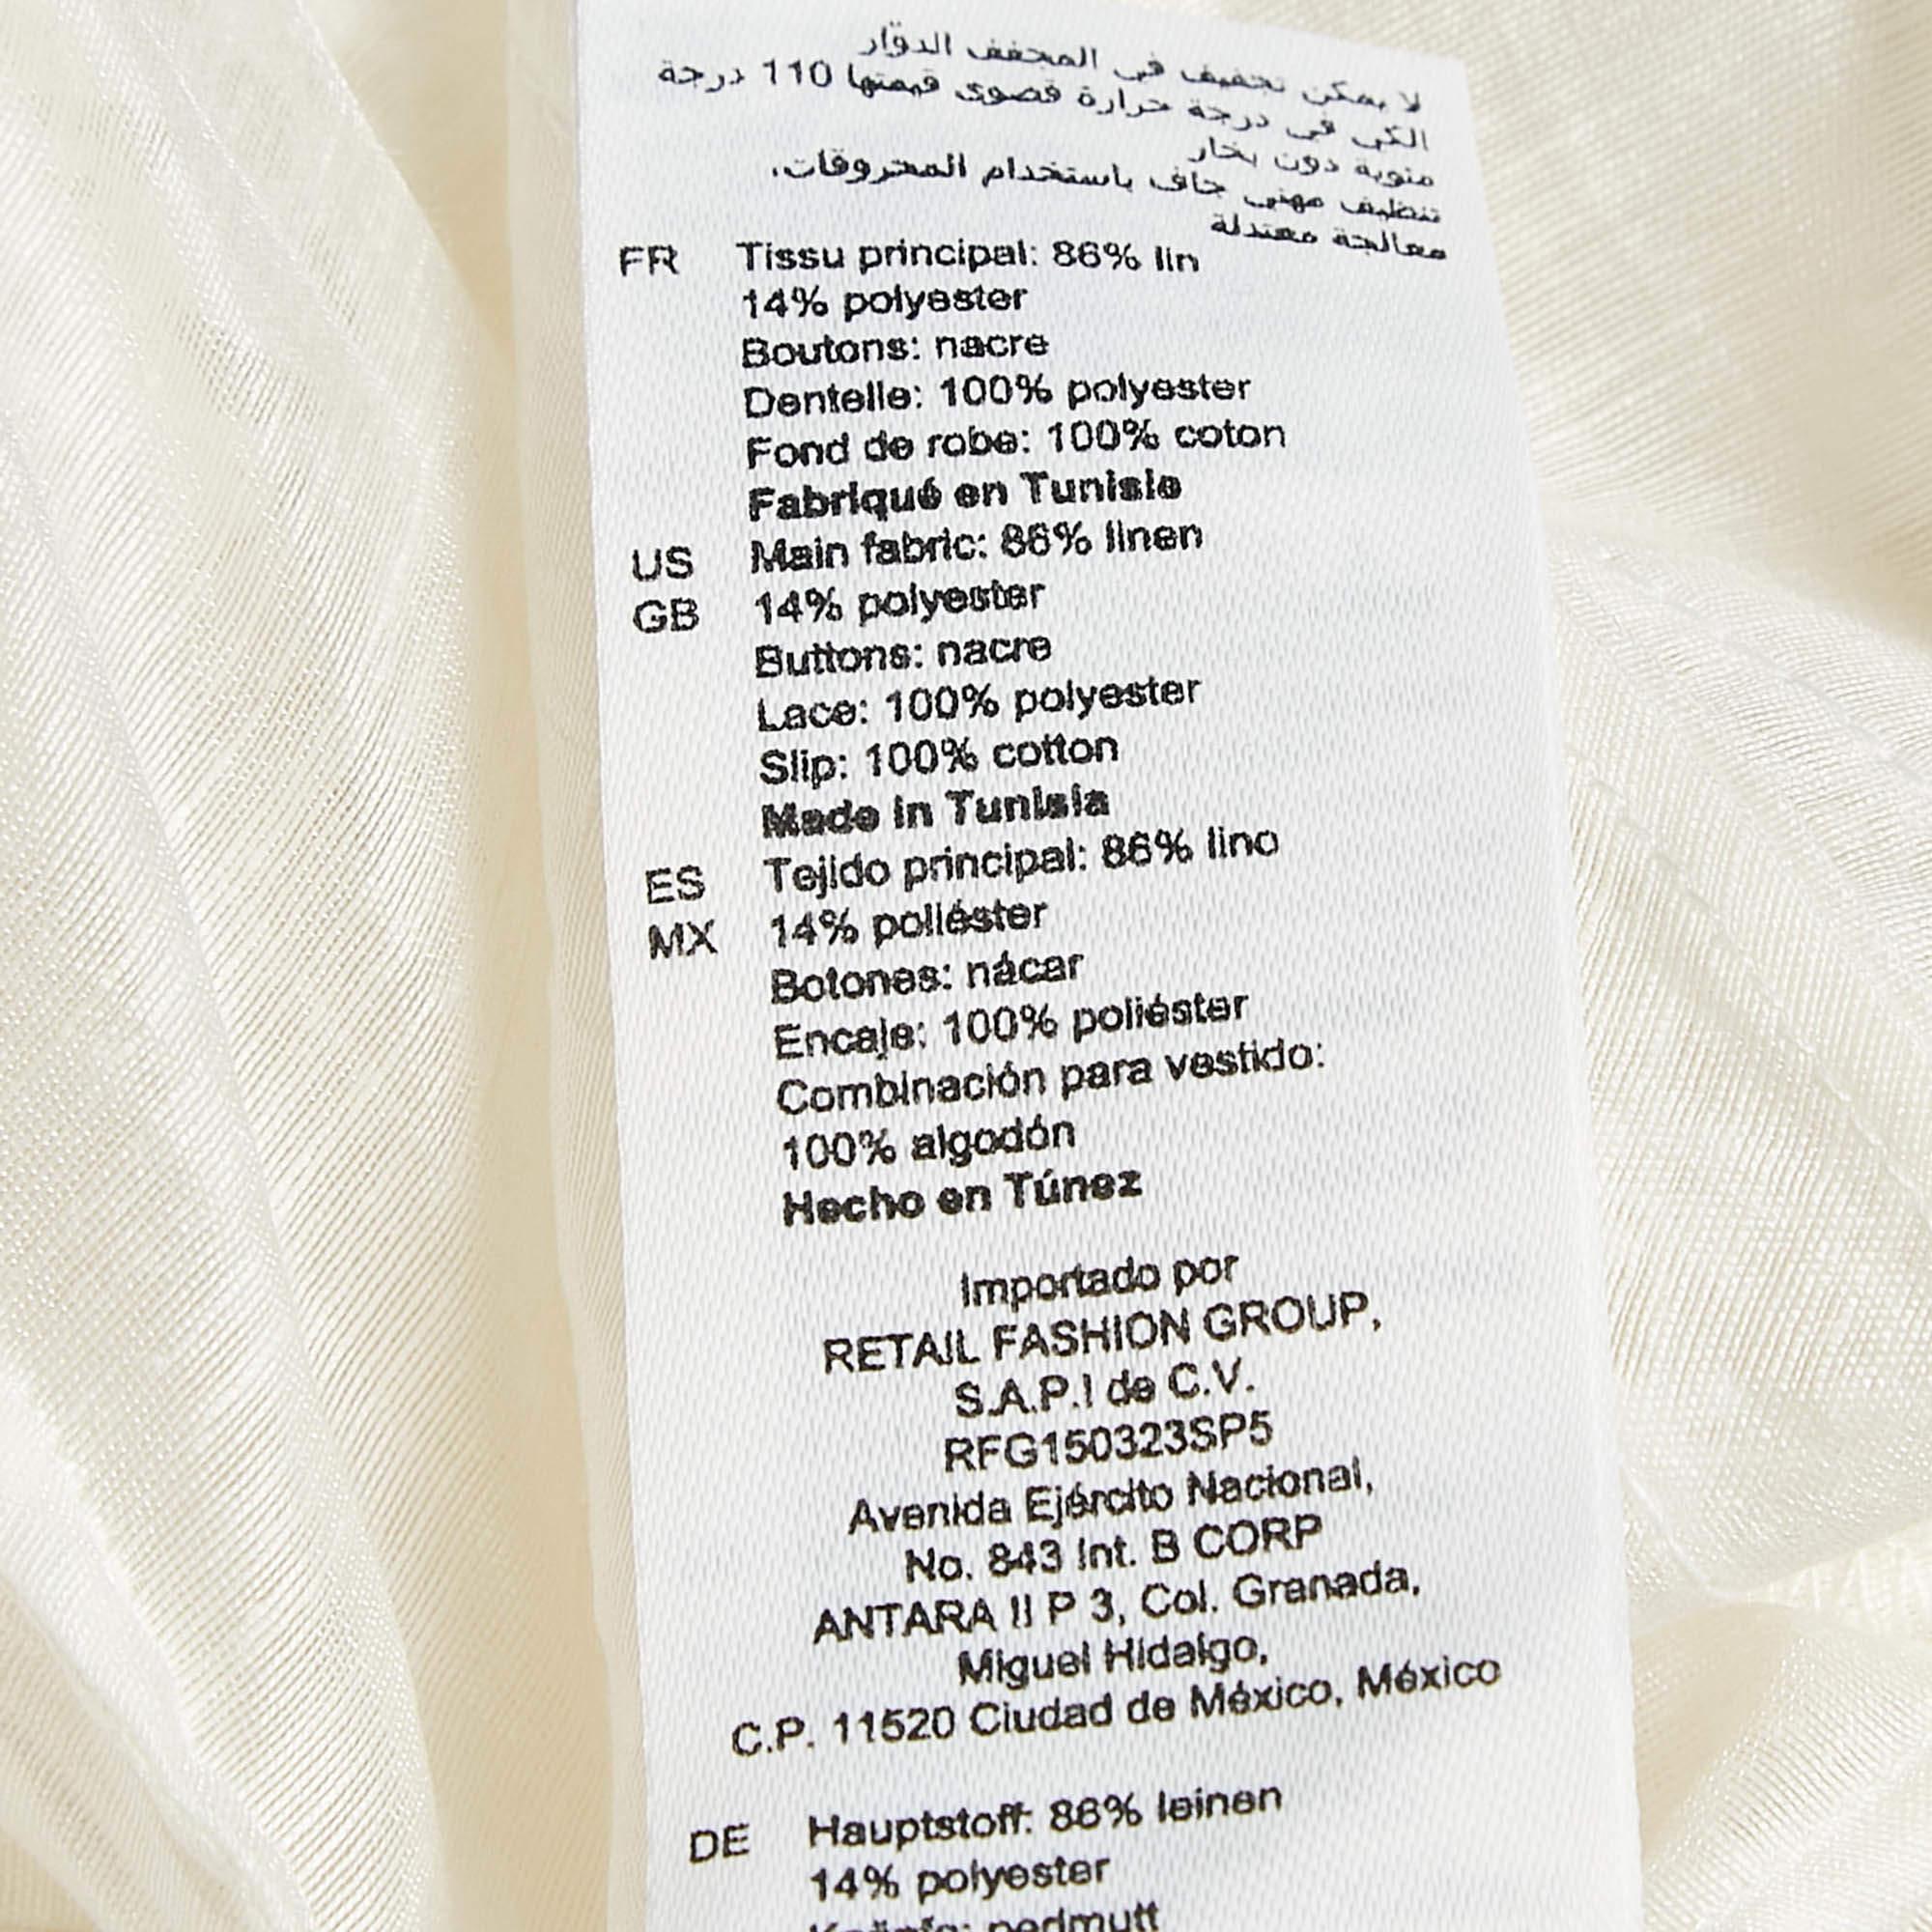 لا يمكن تجفيف في المجفف الدوّار
الكي في درجة حرارة قصوى قيمتها 110 درجة
مئوية دون بخار
تنظيف مهني جاف باستخدام المحروقات.
معالجة معتدلة
FR Tissu principal: 86% lin
14% polyester
Boutons: nacre
Dentelle: 100% polyester
Fond de robe: 100% coton
Fabriqué en Tunisie
US Main fabric: 86% linen
GB 14% polyester
Buttons: nacre
Lace: 100% polyester
Slip: 100% cotton
Made in Tunisia
ES Tejido principal: 86% lino
MX 14% poliéster
Botones: nácar
Encaje: 100% poliéster
Combinación para vestido:
100% algodón
Hecho en Túnez
Importado por
RETAIL FASHION GROUP,
S.A.P.I de C.V.
RFG150323SP5
Avenida Ejército Nacional,
No. 843 Int. B CORP
ANTARA II P 3, Col. Granada,
Miguel Hidalgo,
C.P. 11520 Ciudad de México, México
DE Hauptstoff: 86% leinen
14% polyester